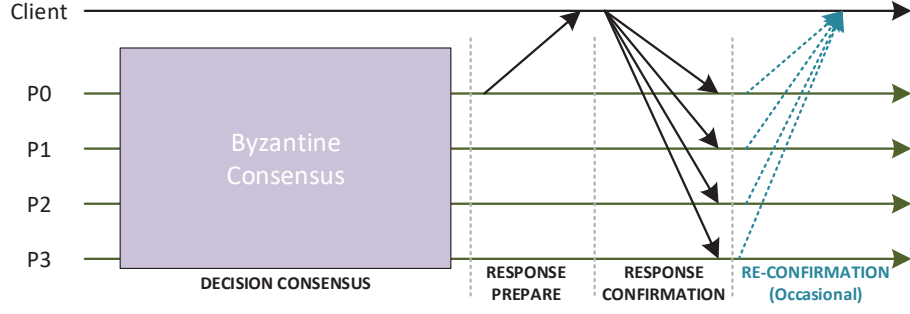 Client
P0
P1
P2
P3
Byzantine
Consensus
DECISION CONSENSUS
RESPONSE
PREPARE
RESPONSE
CONFIRMATION
RE-CONFIRMATION
(Occasional)